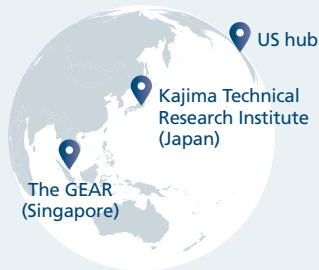 US hub
Kajima Technical
Research Institute
(Japan)
The GEAR
(Singapore)